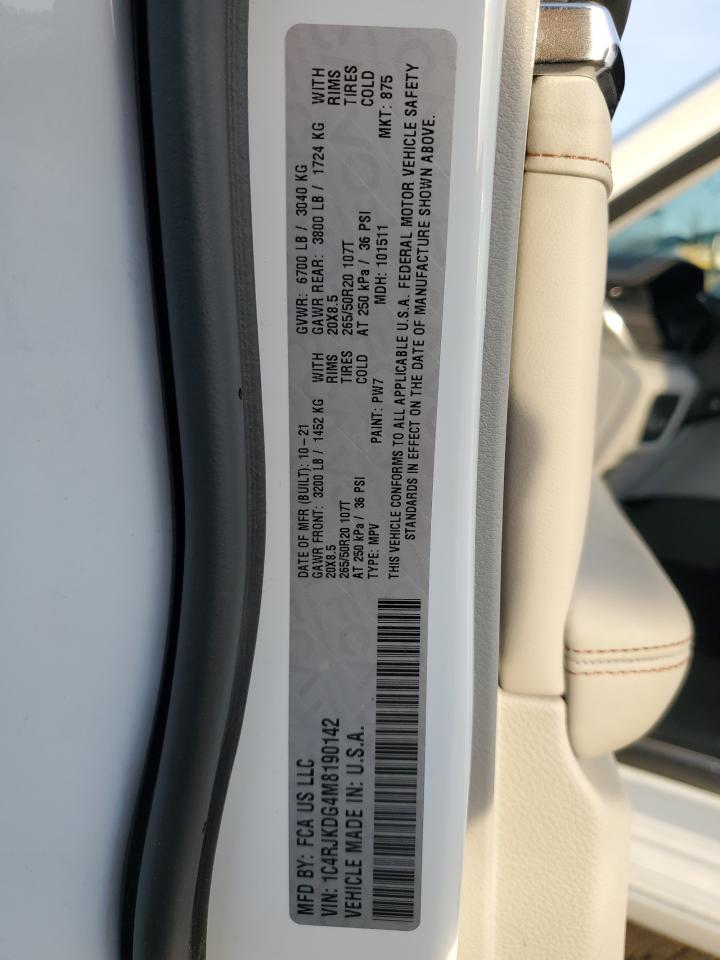 MFD BY: FCA US LLC
VIN: 1C4RJKDG4M8190142
VEHICLE MADE IN: U.S.A.
DATE OF MFR (BUILT): 10-21 GVWR: 6700 LB / 3040 KG
GAWR FRONT: 3200 LB / 1452 KG WITH GAWR REAR: 3800 LB / 1724 KG WITH
20X8.5 RIMS 20X8.5 RIMS
265/50R20 107T TIRES 265/50R20 107T TIRES
AT 250 kPa / 36 PSI COLD AT 250 kPa / 36 PSI COLD
TYPE: MPV PAINT: PW7 MDH: 101511 MKT: 875
THIS VEHICLE CONFORMS TO ALL APPLICABLE U.S.A. FEDERAL MOTOR VEHICLE SAFETY
STANDARDS IN EFFECT ON THE DATE OF MANUFACTURE SHOWN ABOVE.